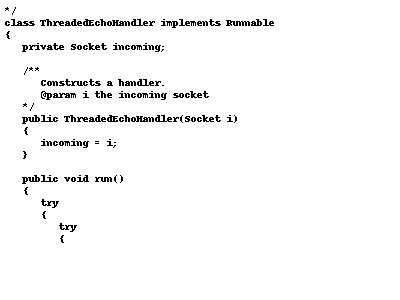 */
class ThreadedEchoHandler implements Runnable
{
private Socket incoming;
/**
Constructs a handler.
@param i the incoming socket
*/
public ThreadedEchoHandler(Socket i)
{
incoming = i;
}
public void run()
{
try
{
try
{